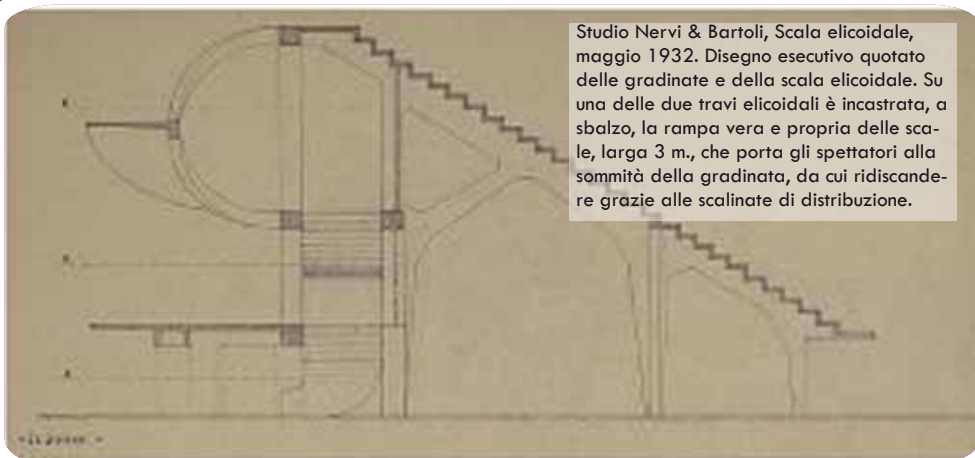 Studio Nervi & Bartoli, Scala elicoidale,
maggio 1932. Disegno esecutivo quotato
delle gradinate e della scala elicoidale. Su
una delle due travi elicoidali è incastrata, a
sbalzo, la rampa vera e propria delle sca-
le, larga 3 m., che porta gli spettatori alla
sommità della gradinata, da cui ridiscende-
re grazie alle scalinate di distribuzione.